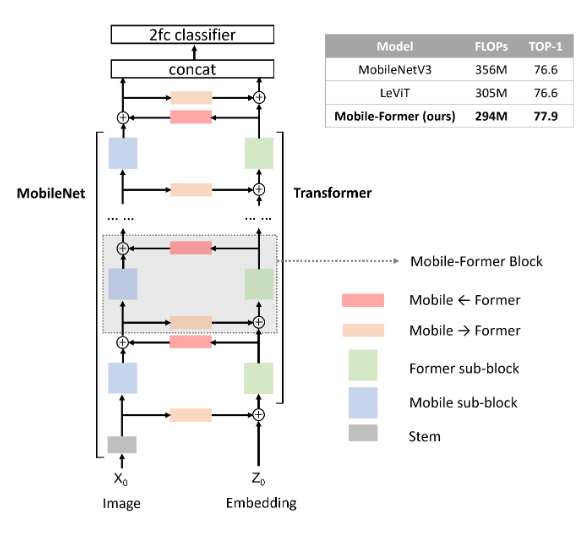 2fc classifier
concat
Model FLOPs TOP-1
MobileNetV3 356M 76.6
LeViT 305M 76.6
Mobile-Former (ours) 294M 77.9
MobileNet
Transformer
... ...
... ...
Mobile-Former Block
Mobile ← Former
Mobile → Former
Former sub-block
Mobile sub-block
Stem
X₀
Z₀
Image
Embedding